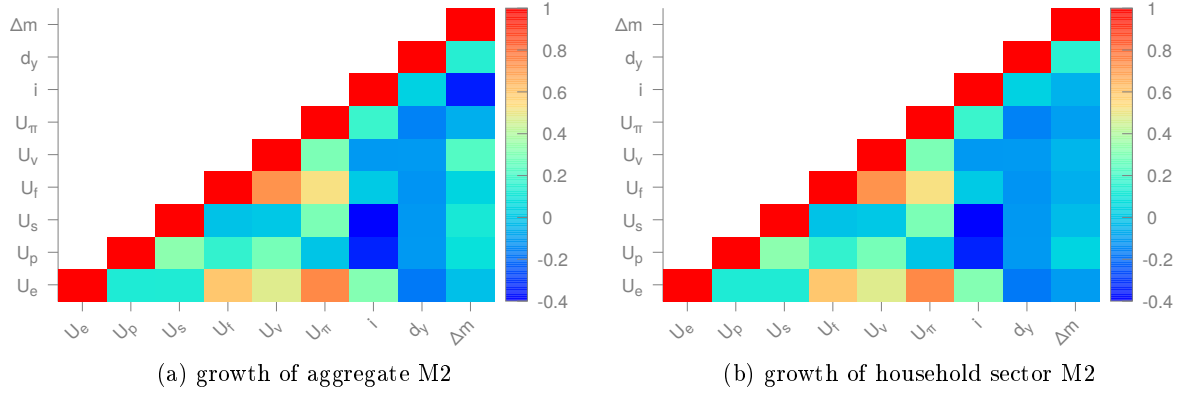 Δm
d_y
i
U_π
U_v
U_f
U_s
U_p
U_e
U_e U_p U_s U_f U_v U_π i d_y Δm
1
0.8
0.6
0.4
0.2
0
-0.2
-0.4
(a) growth of aggregate M2
Δm
d_y
i
U_π
U_v
U_f
U_s
U_p
U_e
U_e U_p U_s U_f U_v U_π i d_y Δm
1
0.8
0.6
0.4
0.2
0
-0.2
-0.4
(b) growth of household sector M2